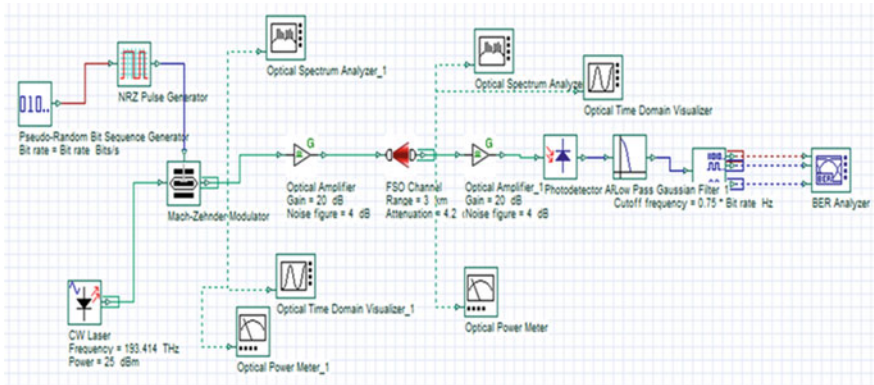 Optical Spectrum Analyzer_1
NRZ Pulse Generator
010..
Pseudo-Random Bit Sequence Generator
Bit rate = Bit rate Bits/s
Optical Spectrum Analyze
Optical Time Domain Visualizer
G
G
Mach-Zehnder Modulator
Optical Amplifier
Gain = 20 dB
Noise figure = 4 dB
FSO Channel
Range = 3 km
Attenuation = 4.2
Optical Amplifier_1
Gain = 20 dB
Noise figure = 4 dB
Photodetector A
Low Pass Gaussian Filter 1
Cutoff frequency = 0.75 * Bit rate Hz
BER
BER Analyzer
CW Laser
Frequency = 193.414 THz
Power = 25 dBm
Optical Time Domain Visualizer_1
Optical Power Meter_1
Optical Power Meter